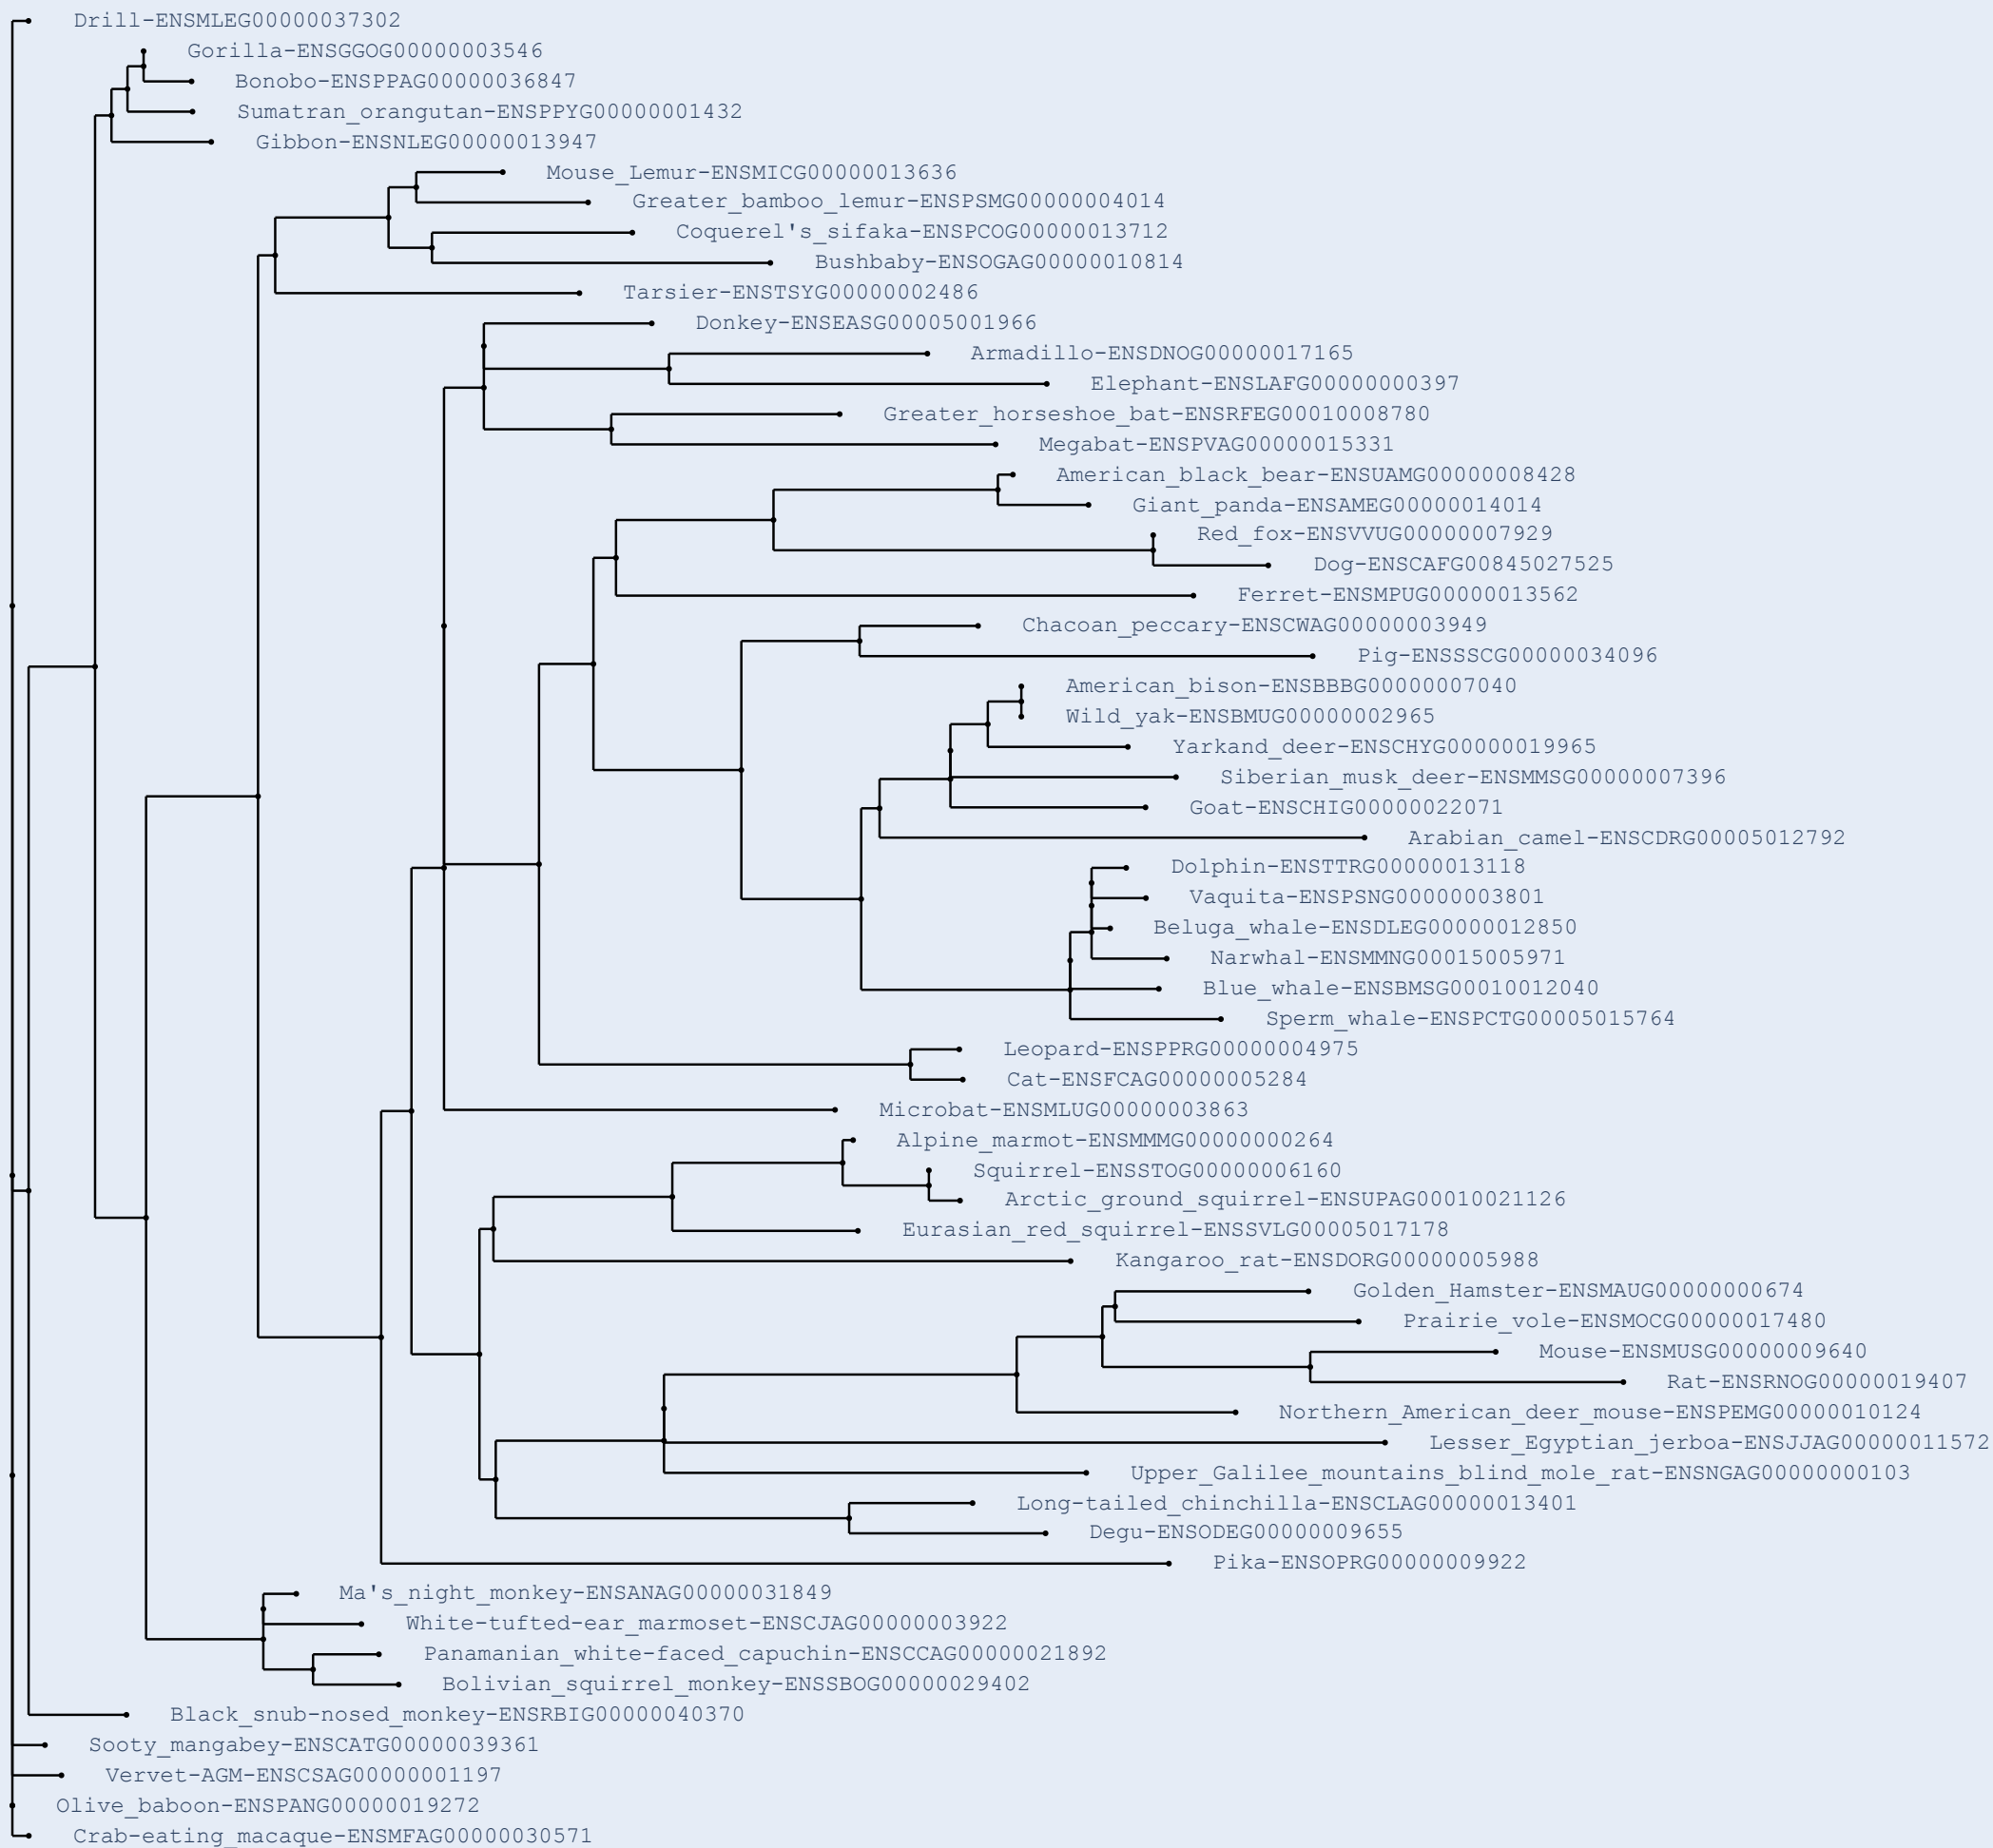 Drill-ENSMLEG00000037302
Gorilla-ENSGGOG00000003546
Bonobo-ENSPPAG00000036847
Sumatran_orangutan-ENSPPYG00000001432
Gibbon-ENSNLEG00000013947
Mouse_Lemur-ENSMICG00000013636
Greater_bamboo_lemur-ENSPSMG00000004014
Coquerel's_sifaka-ENSPCOG00000013712
Bushbaby-ENSOGAG00000010814
Tarsier-ENSTSYG00000002486
Donkey-ENSEASG00005001966
Armadillo-ENSDNOG00000017165
Elephant-ENSLAFG00000000397
Greater_horseshoe_bat-ENSRFEG00010008780
Megabat-ENSPVAG00000015331
American_black_bear-ENSUAMG00000008428
Giant_panda-ENSAMEG00000014014
Red_fox-ENSVVUG00000007929
Dog-ENSCAFG00845027525
Ferret-ENSMPUG00000013562
Chacoan_peccary-ENSCWAG00000003949
Pig-ENSSSCG00000034096
American_bison-ENSBBBG00000007040
Wild_yak-ENSBMUG00000002965
Yarkand_deer-ENSCHYG00000019965
Siberian_musk_deer-ENSMMSG00000007396
Goat-ENSCHIG00000022071
Arabian_camel-ENSCDRG00005012792
Dolphin-ENSTTRG00000013118
Vaquita-ENSPSNG00000003801
Beluga_whale-ENSDLEG00000012850
Narwhal-ENSMMNG00015005971
Blue_whale-ENSBMSG00010012040
Sperm_whale-ENSPCTG00005015764
Leopard-ENSPPRG00000004975
Cat-ENSFCAG00000005284
Microbat-ENSMLUG00000003863
Alpine_marmot-ENSMMMG00000000264
Squirrel-ENSSTOG00000006160
Arctic_ground_squirrel-ENSUPAG00010021126
Eurasian_red_squirrel-ENSSVLG00005017178
Kangaroo_rat-ENSDORG00000005988
Golden_Hamster-ENSMAUG00000000674
Prairie_vole-ENSMOCG00000017480
Mouse-ENSMUSG00000009640
Rat-ENSRNOG00000019407
Northern_American_deer_mouse-ENSPEMG00000010124
Lesser_Egyptian_jerboa-ENSJJAG00000011572
Upper_Galilee_mountains_blind_mole_rat-ENSNGAG00000000103
Long-tailed_chinchilla-ENSCLAG00000013401
Degu-ENSODEG00000009655
Pika-ENSOPRG00000009922
Ma's_night_monkey-ENSANAG00000031849
White-tufted-ear_marmoset-ENSCJAG00000003922
Panamanian_white-faced_capuchin-ENSCCAG00000021892
Bolivian_squirrel_monkey-ENSSBOG00000029402
Black_snub-nosed_monkey-ENSRBIG00000040370
Sooty_mangabey-ENSCATG00000039361
Vervet-AGM-ENSCSAG00000001197
Olive_baboon-ENSPANG00000019272
Crab-eating_macaque-ENSMFAG00000030571